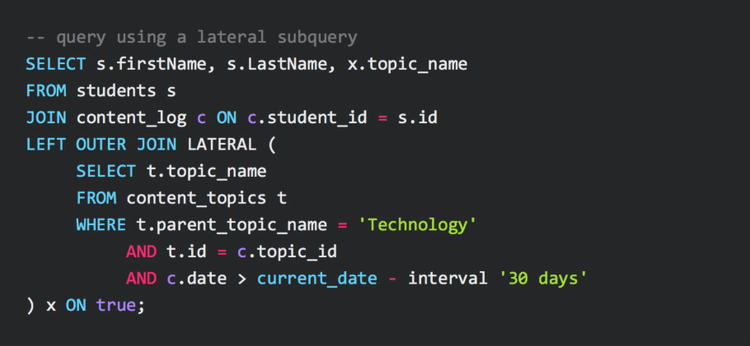 -- query using a lateral subquery
SELECT s.firstName, s.LastName, x.topic_name
FROM students s
JOIN content_log c ON c.student_id = s.id
LEFT OUTER JOIN LATERAL (
SELECT t.topic_name
FROM content_topics t
WHERE t.parent_topic_name = 'Technology'
AND t.id = c.topic_id
AND c.date > current_date - interval '30 days'
) x ON true;